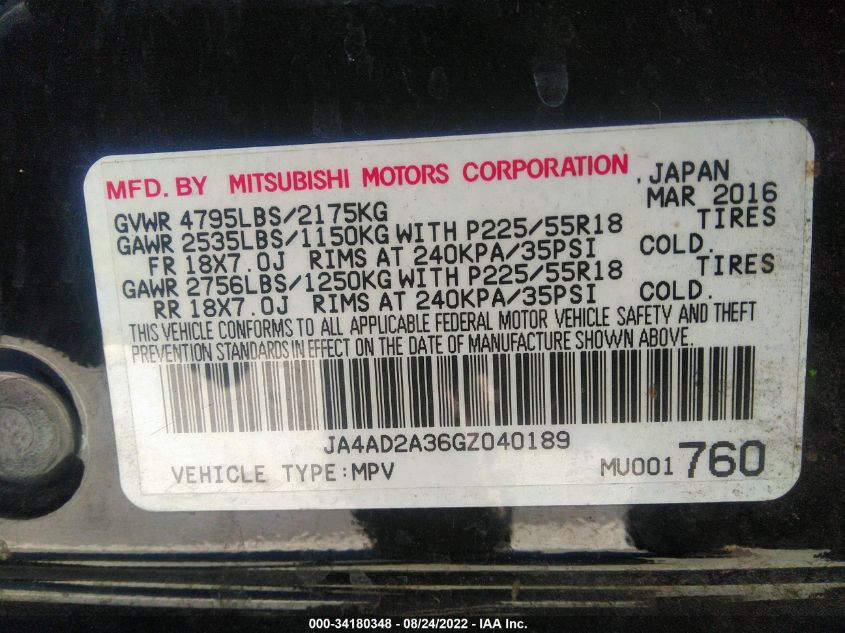 MFD. BY MITSUBISHI MOTORS CORPORATION , JAPAN
MAR 2016
GVWR 4795LBS/2175KG
GAWR 2535LBS/1150KG WITH P225/55R18 TIRES
FR 18X7.0J RIMS AT 240KPA/35PSI COLD.
GAWR 2756LBS/1250KG WITH P225/55R18 TIRES
RR 18X7.0J RIMS AT 240KPA/35PSI COLD.
THIS VEHICLE CONFORMS TO ALL APPLICABLE FEDERAL MOTOR VEHICLE SAFETY AND THEFT
PREVENTION STANDARDS IN EFFECT ON THE DATE OF MANUFACTURE SHOWN ABOVE.
JA4AD2A36GZ040189
VEHICLE TYPE:MPV MU001 760
000-34180348 - 08/24/2022 - IAA Inc.